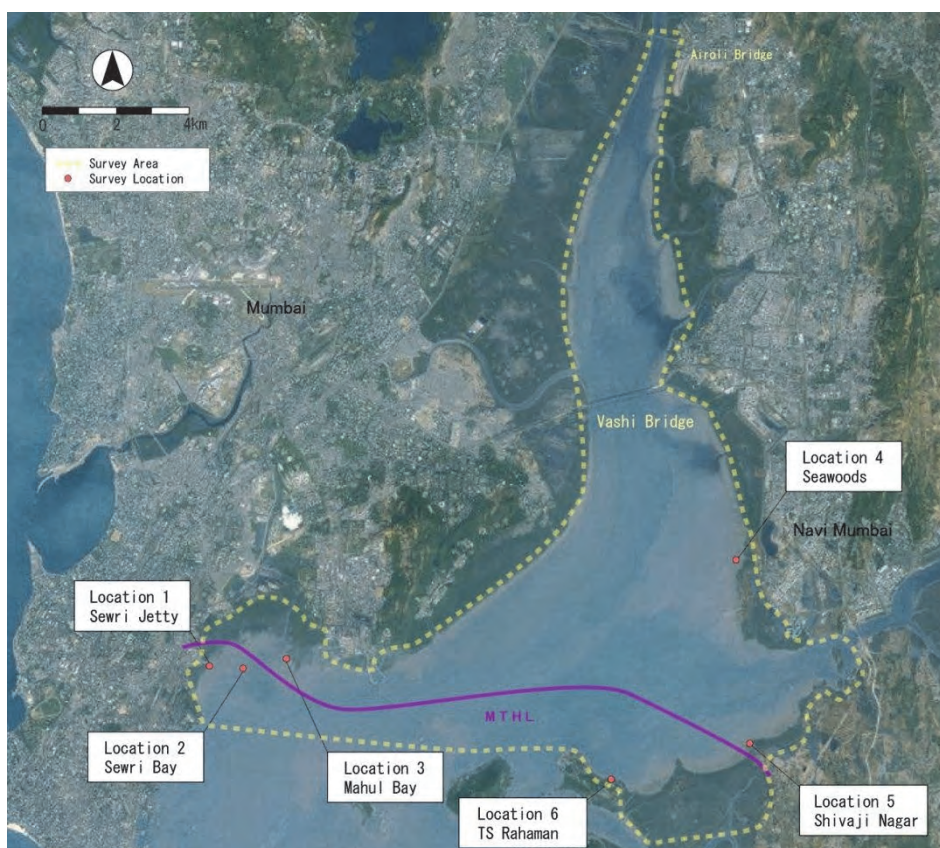 Airoli Bridge
0 2 4km
Survey Area
Survey Location
Mumbai
Vashi Bridge
Location 4
Seawoods
Navi Mumbai
Location 1
Sewri Jetty
MTHL
Location 2
Sewri Bay
Location 3
Mahul Bay
Location 6
TS Rahaman
Location 5
Shivaji Nagar